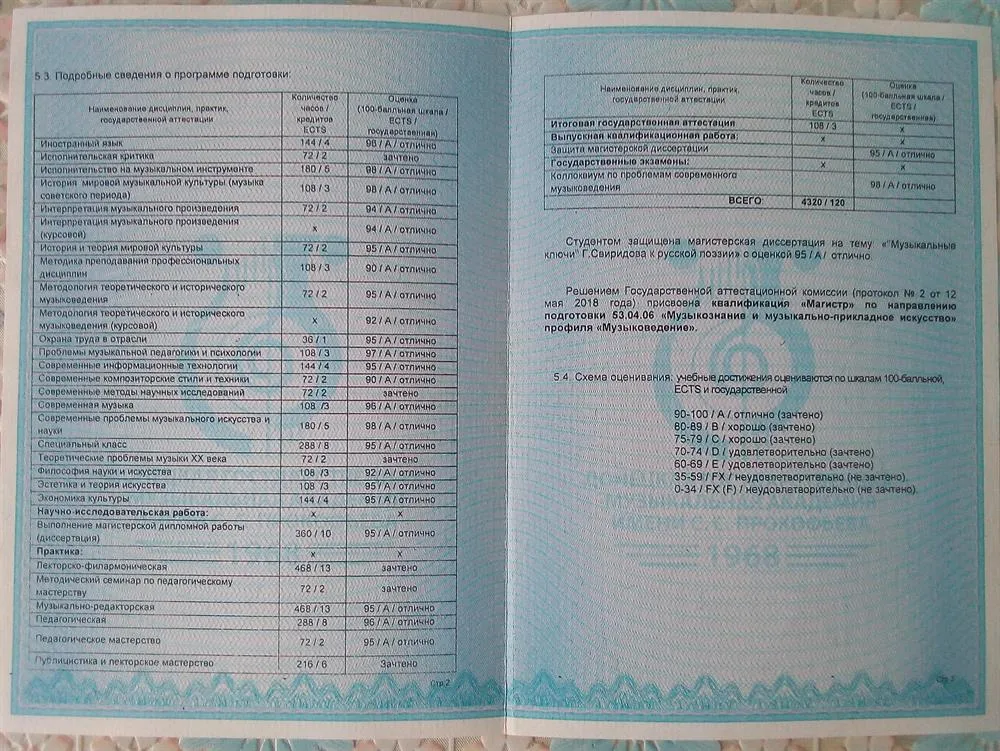 5.3. Подробные сведения о программе подготовки:
Наименование дисциплин, практик, государственной аттестации | Количество часов / кредитов ECTS | Оценка (100-балльная шкала / ECTS / государственная)
Иностранный язык 144 / 4 98 / A / отлично
Исполнительская критика 72 / 2 зачтено
Исполнительство на музыкальном инструменте 180 / 5 98 / A / отлично
История мировой музыкальной культуры (музыка
советского периода) 108 / 3 98 / A / отлично
Интерпретация музыкального произведения 72 / 2 94 / A / отлично
Интерпретация музыкального произведения
(курсовой) x 94 / A / отлично
История и теория мировой культуры 72 / 2 95 / A / отлично
Методика преподавания профессиональных
дисциплин 108 / 3 90 / A / отлично
Методология теоретического и исторического
музыковедения 72 / 2 95 / A / отлично
Методология теоретического и исторического
музыковедения (курсовой) x 92 / A / отлично
Охрана труда в отрасли 36 / 1 95 / A / отлично
Проблемы музыкальной педагогики и психологии 108 / 3 97 / A / отлично
Современные информационные технологии 144 / 4 95 / A / отлично
Современные композиторские стили и техники 72 / 2 90 / A / отлично
Современные методы научных исследований 72 / 2 зачтено
Современная музыка 108 /3 96 / A / отлично
Современные проблемы музыкального искусства и
науки 180 / 5 98 / A / отлично
Специальный класс 288 / 8 95 / A / отлично
Теоретические проблемы музыки XX века 72 / 2 зачтено
Философия науки и искусства 108 /3 92 / A / отлично
Эстетика и теория искусства 108 /3 95 / A / отлично
Экономика культуры 144 / 4 95 / A / отлично
Научно-исследовательская работа: x x
Выполнение магистерской дипломной работы
(диссертация) 360 / 10 95 / A / отлично
Практика: x x
Лекторско-филармоническая 468 / 13 зачтено
Методический семинар по педагогическому
мастерству 72 / 2 зачтено
Музыкально-редакторская 468 / 13 95 / A / отлично
Педагогическая 288 / 8 96 / A / отлично
Педагогическое мастерство 72 / 2 95 / A / отлично
Публицистика и лекторское мастерство 216 / 6 Зачтено
Стр.2
Наименование дисциплин, практик, государственной аттестации | Количество часов / кредитов ECTS | Оценка (100-балльная шкала / ECTS / государственная)
Итоговая государственная аттестация 108 / 3 x
Выпускная квалификационная работа: x x
Защита магистерской диссертации 95 / A / отлично
Государственные экзамены: x x
Коллоквиум по проблемам современного
музыковедения 98 / A / отлично
ВСЕГО: 4320 / 120
Студентом защищена магистерская диссертация на тему: «"Музыкальные
ключи" Г.Свиридова к русской поэзии» с оценкой 95 / A / отлично.
Решением Государственной аттестационной комиссии (протокол № 2 от 12
мая 2018 года) присвоена квалификация «Магистр» по направлению
подготовки 53.04.06 «Музыкознание и музыкально-прикладное искусство»
профиля «Музыковедение».
5.4. Схема оценивания: учебные достижения оцениваются по шкалам 100-балльной,
ECTS и государственной
90-100 / A / отлично (зачтено)
80-89 / B / хорошо (зачтено)
75-79 / C / хорошо (зачтено)
70-74 / D / удовлетворительно (зачтено)
60-69 / E / удовлетворительно (зачтено)
35-59 / FX / неудовлетворительно (не зачтено).
0-34 / FX (F) / неудовлетворительно (не зачтено).
1968
Стр.3